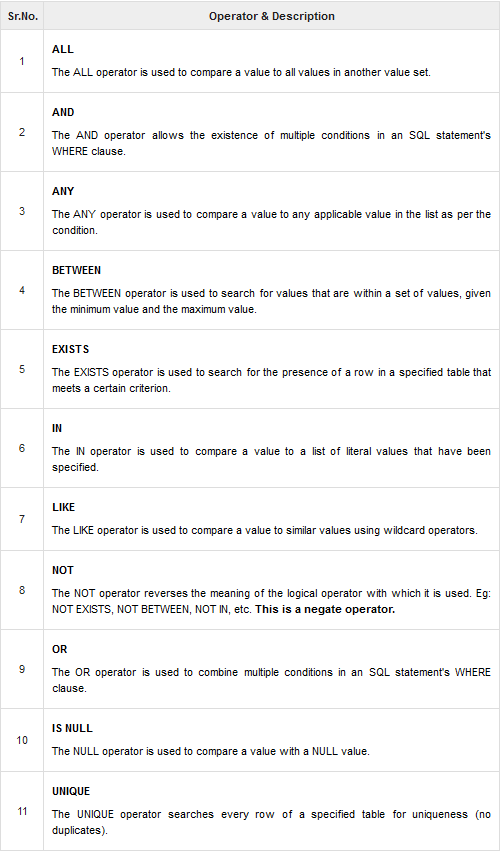 Sr.No. Operator & Description
1
ALL
The ALL operator is used to compare a value to all values in another value set.
2
AND
The AND operator allows the existence of multiple conditions in an SQL statement's
WHERE clause.
3
ANY
The ANY operator is used to compare a value to any applicable value in the list as per the
condition.
4
BETWEEN
The BETWEEN operator is used to search for values that are within a set of values, given
the minimum value and the maximum value.
5
EXISTS
The EXISTS operator is used to search for the presence of a row in a specified table that
meets a certain criterion.
6
IN
The IN operator is used to compare a value to a list of literal values that have been
specified.
7
LIKE
The LIKE operator is used to compare a value to similar values using wildcard operators.
8
NOT
The NOT operator reverses the meaning of the logical operator with which it is used. Eg:
NOT EXISTS, NOT BETWEEN, NOT IN, etc. This is a negate operator.
9
OR
The OR operator is used to combine multiple conditions in an SQL statement's WHERE
clause.
10
IS NULL
The NULL operator is used to compare a value with a NULL value.
11
UNIQUE
The UNIQUE operator searches every row of a specified table for uniqueness (no
duplicates).